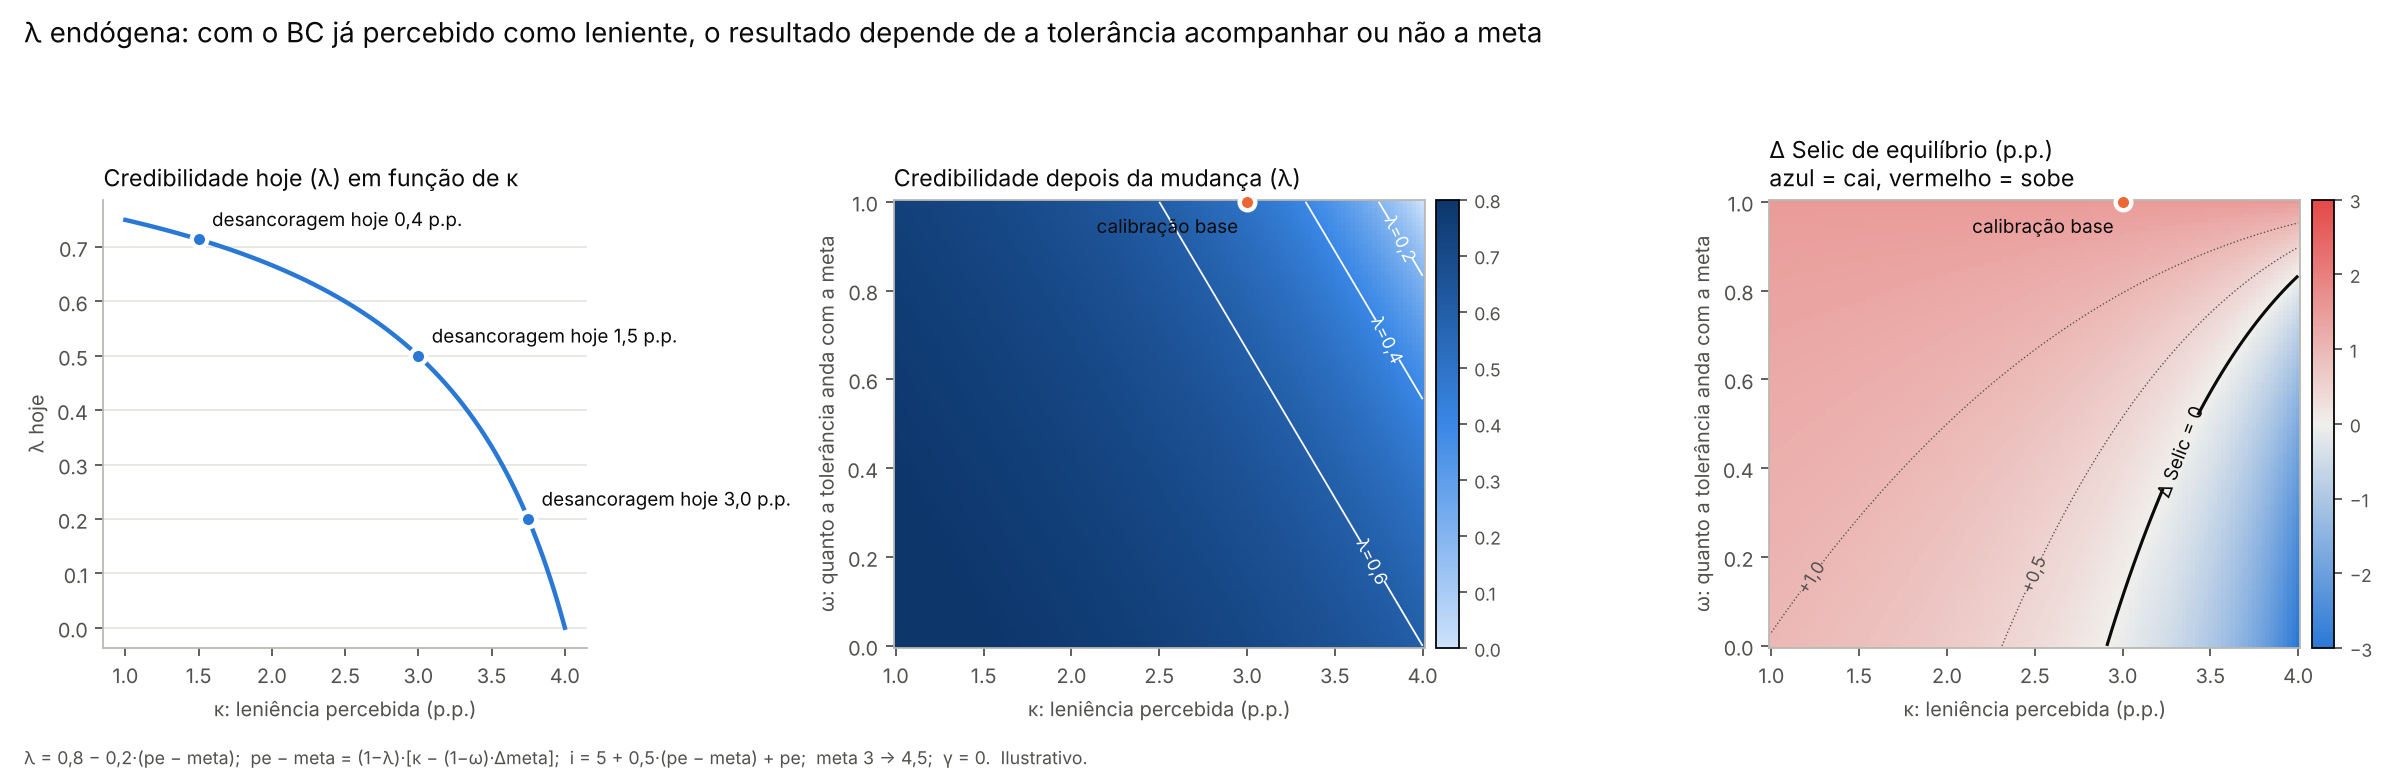 λ endógena: com o BC já percebido como leniente, o resultado depende de a tolerância acompanhar ou não a meta
Credibilidade hoje (λ) em função de κ
desancoragem hoje 0,4 p.p.
desancoragem hoje 1,5 p.p.
desancoragem hoje 3,0 p.p.
λ hoje
0.7
0.6
0.5
0.4
0.3
0.2
0.1
0.0
1.0 1.5 2.0 2.5 3.0 3.5 4.0
κ: leniência percebida (p.p.)
Credibilidade depois da mudança (λ)
calibração base
λ=0,2
λ=0,4
λ=0,6
ω: quanto a tolerância anda com a meta
1.0
0.8
0.6
0.4
0.2
0.0
1.0 1.5 2.0 2.5 3.0 3.5 4.0
κ: leniência percebida (p.p.)
0.8
0.7
0.6
0.5
0.4
0.3
0.2
0.1
0.0
Δ Selic de equilíbrio (p.p.)
azul = cai, vermelho = sobe
calibração base
Δ Selic = 0
+1,0
+0,5
ω: quanto a tolerância anda com a meta
1.0
0.8
0.6
0.4
0.2
0.0
1.0 1.5 2.0 2.5 3.0 3.5 4.0
κ: leniência percebida (p.p.)
3
2
1
0
−1
−2
−3
λ = 0,8 − 0,2·(pe − meta); pe − meta = (1−λ)·[κ − (1−ω)·Δmeta]; i = 5 + 0,5·(pe − meta) + pe; meta 3 → 4,5; γ = 0. Ilustrativo.